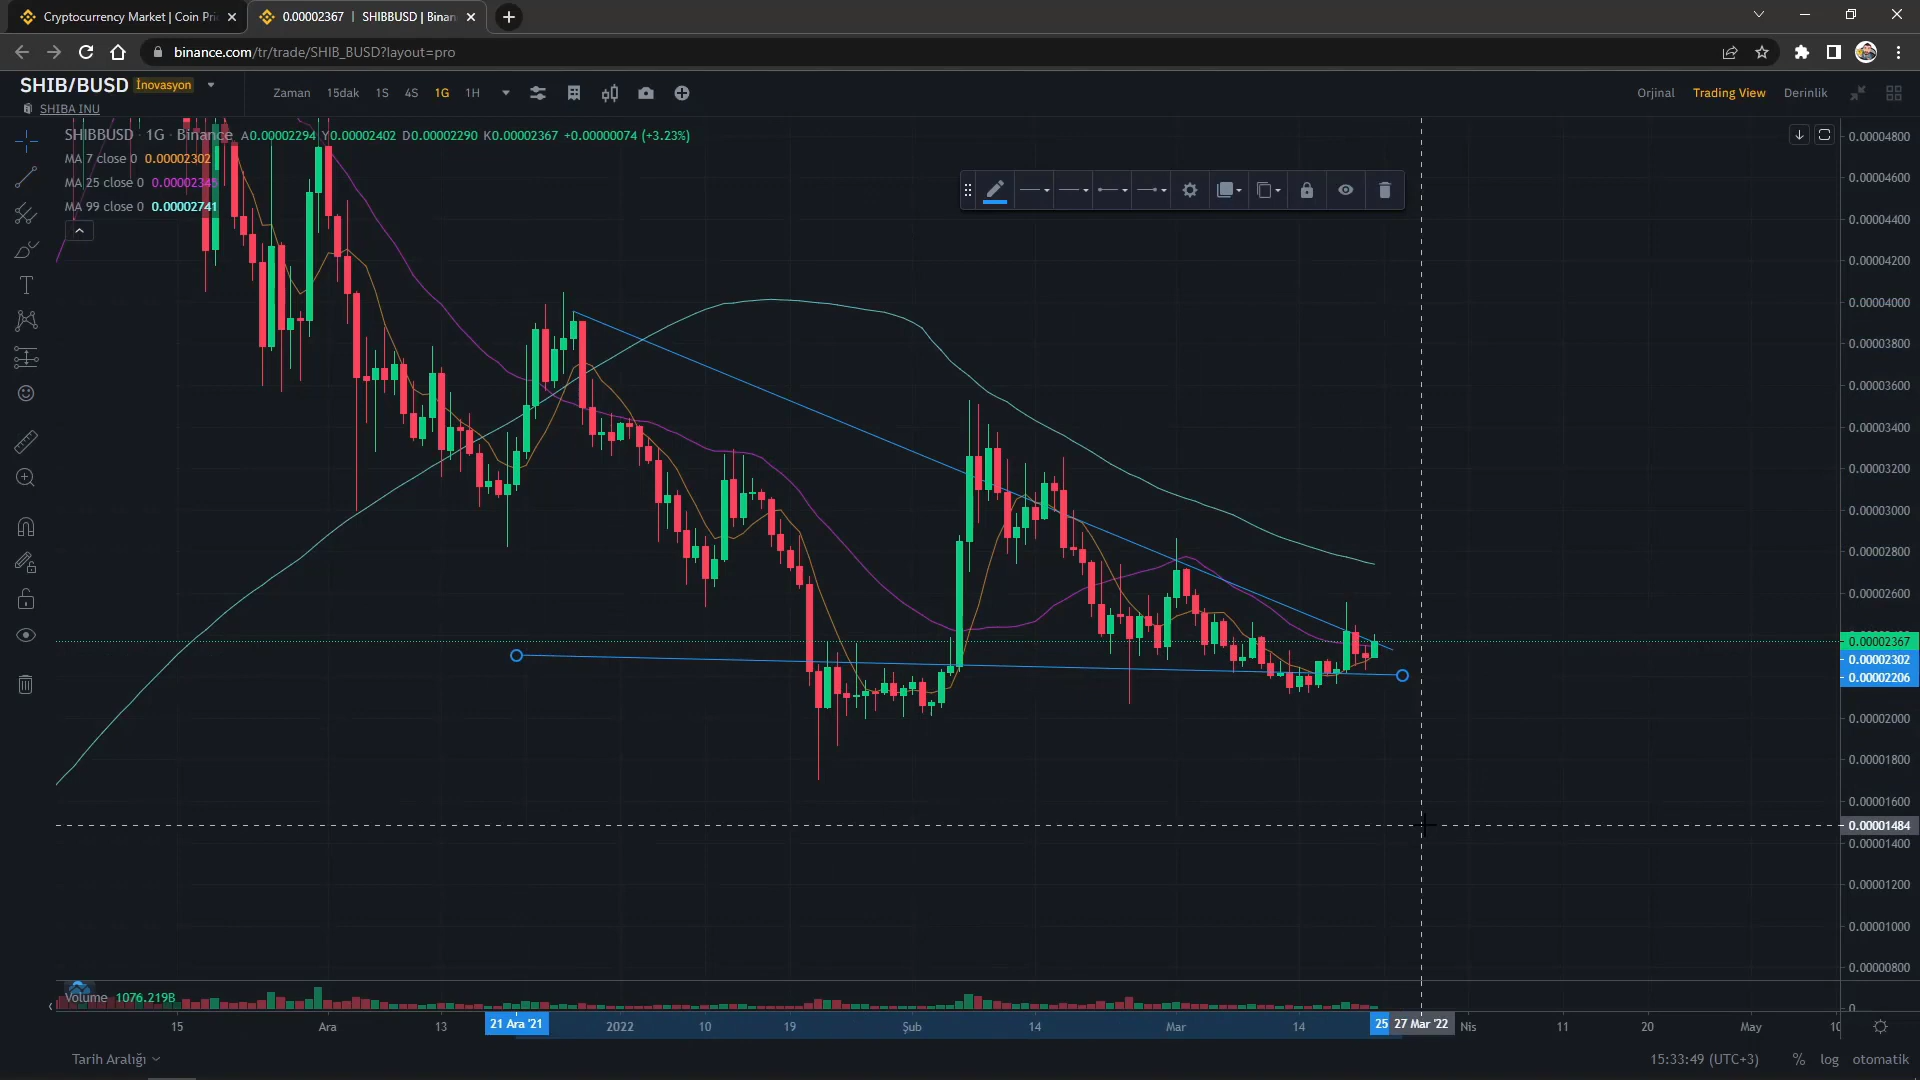 Cryptocurrency Market | Coin Pri
0.00002367 | SHIBBUSD | Binan
binance.com/tr/trade/SHIB_BUSD?layout=pro
SHIB/BUSD İnovasyon
SHIBA INU
Zaman 15dak 1S 4S 1G 1H
Orjinal Trading View Derinlik
SHIBBUSD · 1G · Binance A0.00002294 Y0.00002402 D0.00002290 K0.00002367 +0.00000074 (+3.23%)
MA 7 close 0 0.00002302
MA 25 close 0 0.00002345
MA 99 close 0 0.00002741
0.00004800
0.00004600
0.00004400
0.00004200
0.00004000
0.00003800
0.00003600
0.00003400
0.00003200
0.00003000
0.00002800
0.00002600
0.00002367
0.00002302
0.00002206
0.00002000
0.00001800
0.00001600
0.00001484
0.00001400
0.00001200
0.00001000
0.00000800
0
Volume 1076.219B
15 Ara 13 21 Ara '21 2022 10 19 Şub 14 Mar 14 25 27 Mar '22 Nis 11 20 May 10
Tarih Aralığı
15:33:49 (UTC+3) % log otomatik